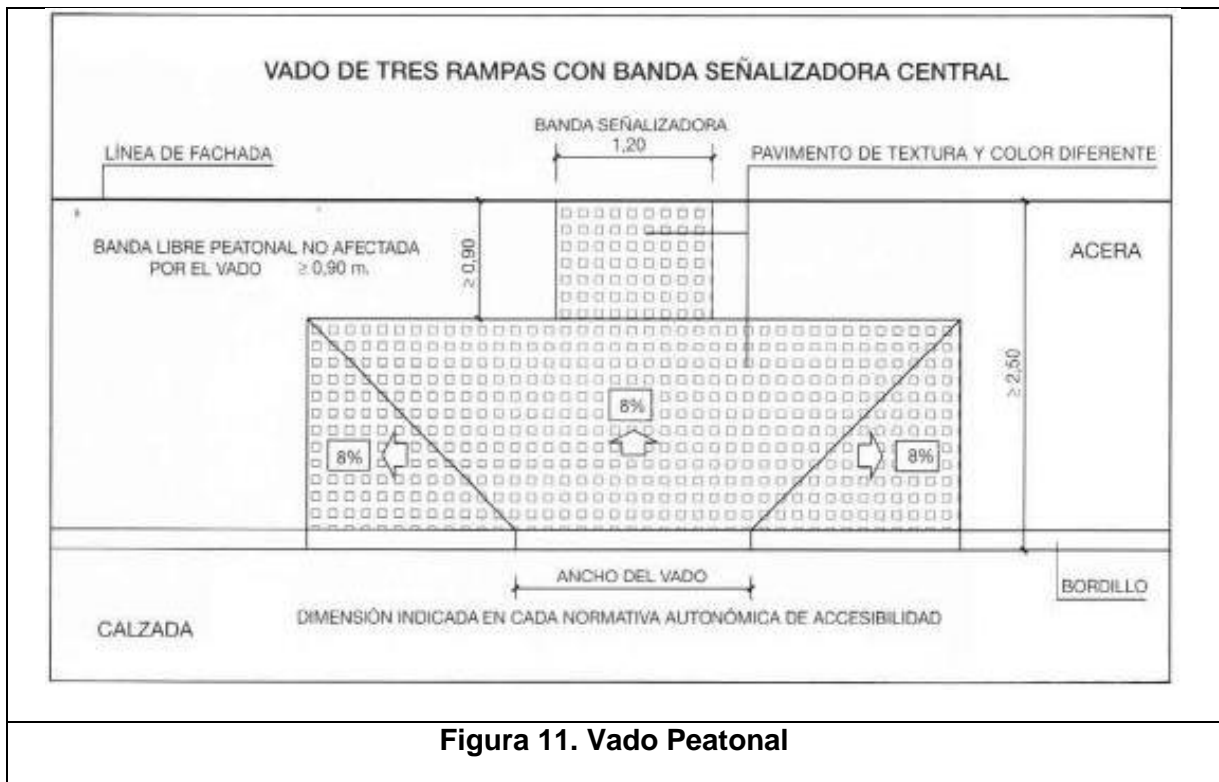 VADO DE TRES RAMPAS CON BANDA SEÑALIZADORA CENTRAL
BANDA SEÑALIZADORA
1,20
LÍNEA DE FACHADA
PAVIMENTO DE TEXTURA Y COLOR DIFERENTE
BANDA LIBRE PEATONAL NO AFECTADA
POR EL VADO ≥ 0,90 m.
≥ 0,90
ACERA
≥ 2,50
8%
8%
8%
ANCHO DEL VADO
BORDILLO
DIMENSIÓN INDICADA EN CADA NORMATIVA AUTONÓMICA DE ACCESIBILIDAD
CALZADA
Figura 11. Vado Peatonal